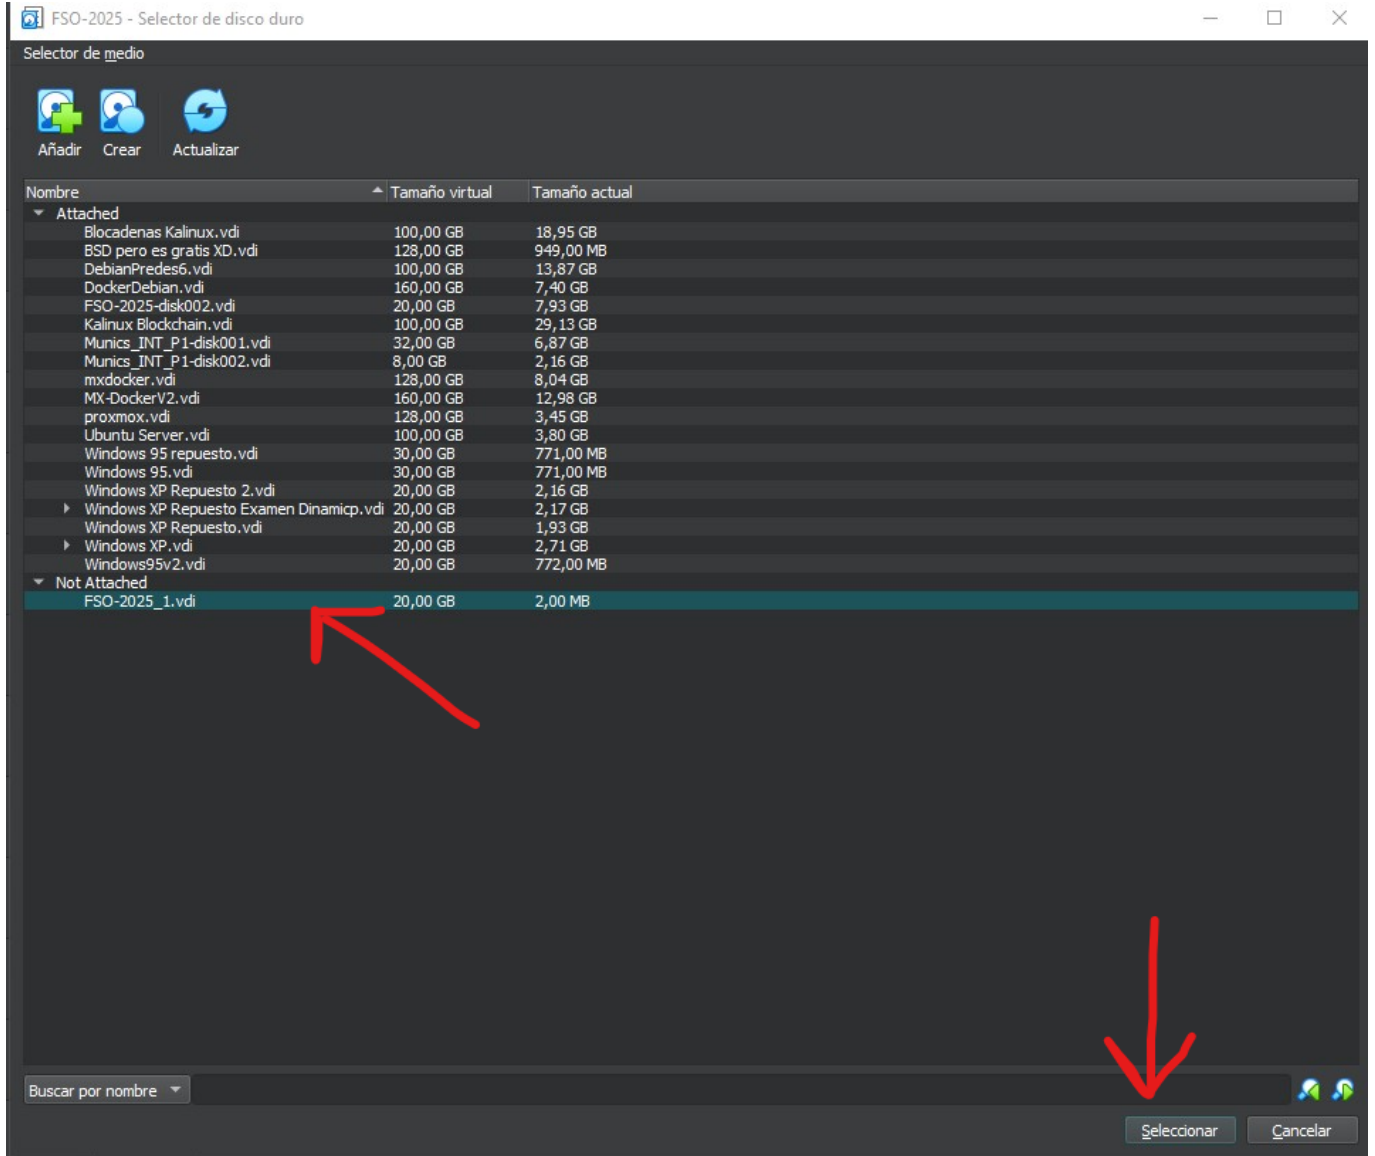 FSO-2025 - Selector de disco duro
Selector de medio
Añadir Crear Actualizar
Nombre Tamaño virtual Tamaño actual
Attached
Blocadenas Kalinux.vdi 100,00 GB 18,95 GB
BSD pero es gratis XD.vdi 128,00 GB 949,00 MB
DebianPredes6.vdi 100,00 GB 13,87 GB
DockerDebian.vdi 160,00 GB 7,40 GB
FSO-2025-disk002.vdi 20,00 GB 7,93 GB
Kalinux Blockchain.vdi 100,00 GB 29,13 GB
Munics_INT_P1-disk001.vdi 32,00 GB 6,87 GB
Munics_INT_P1-disk002.vdi 8,00 GB 2,16 GB
mxdocker.vdi 128,00 GB 8,04 GB
MX-DockerV2.vdi 160,00 GB 12,98 GB
proxmox.vdi 128,00 GB 3,45 GB
Ubuntu Server.vdi 100,00 GB 3,80 GB
Windows 95 repuesto.vdi 30,00 GB 771,00 MB
Windows 95.vdi 30,00 GB 771,00 MB
Windows XP Repuesto 2.vdi 20,00 GB 2,16 GB
Windows XP Repuesto Examen Dinamicp.vdi 20,00 GB 2,17 GB
Windows XP Repuesto.vdi 20,00 GB 1,93 GB
Windows XP.vdi 20,00 GB 2,71 GB
Windows95v2.vdi 20,00 GB 772,00 MB
Not Attached
FSO-2025_1.vdi 20,00 GB 2,00 MB
Buscar por nombre
Seleccionar Cancelar